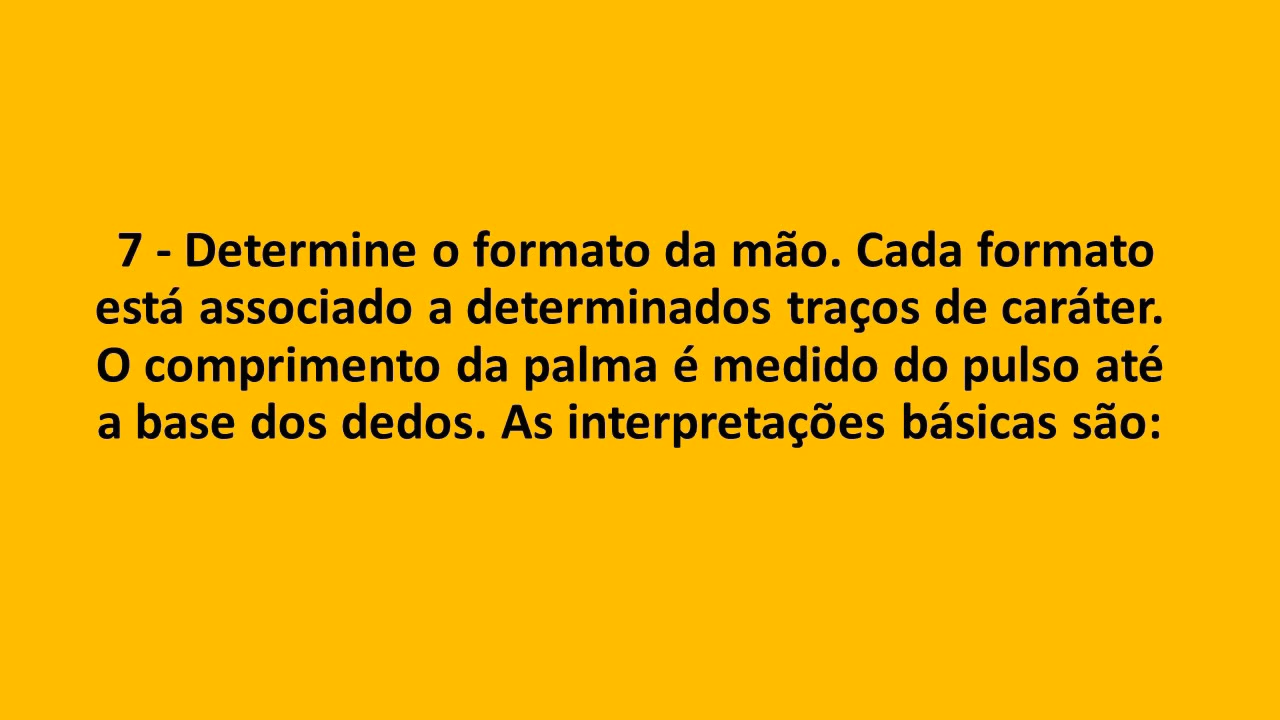 7 - Determine o formato da mão. Cada formato
está associado a determinados traços de caráter.
O comprimento da palma é medido do pulso até
a base dos dedos. As interpretações básicas são: